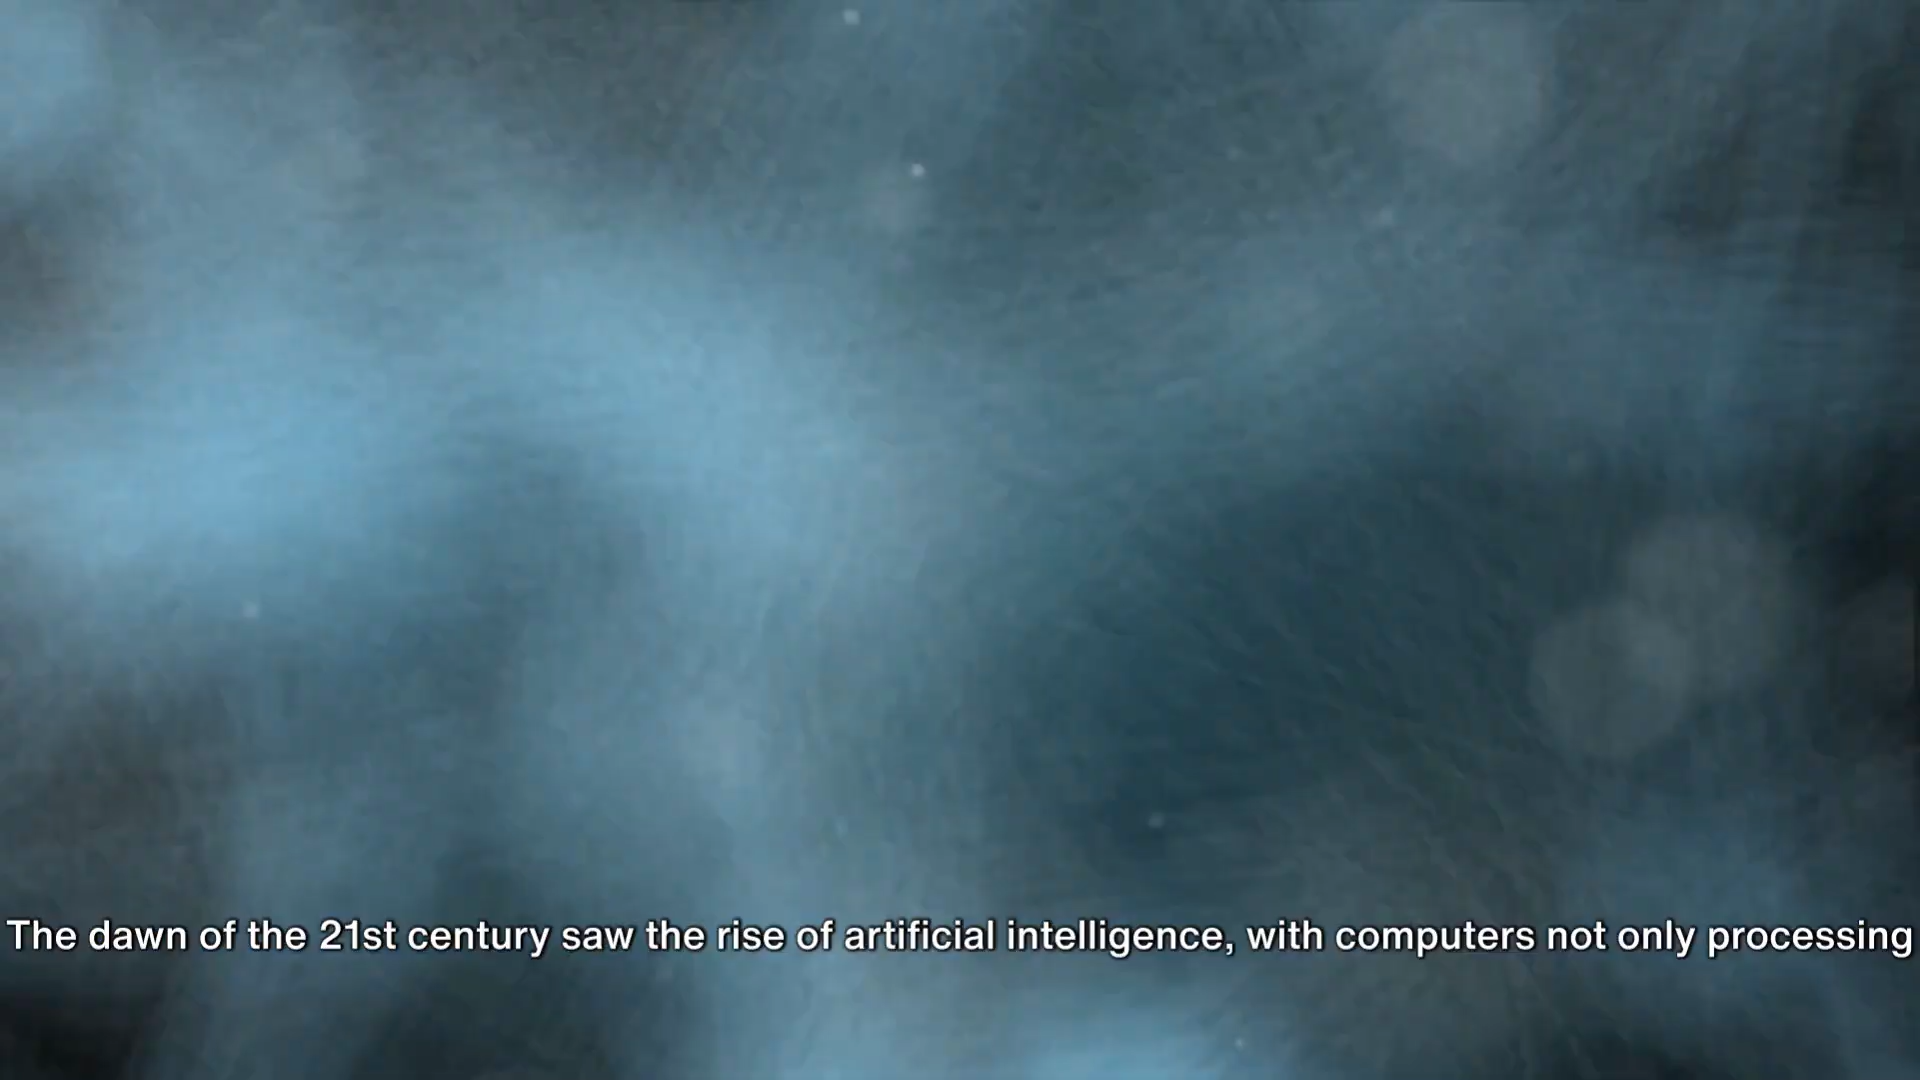 The dawn of the 21st century saw the rise of artificial intelligence, with computers not only processing